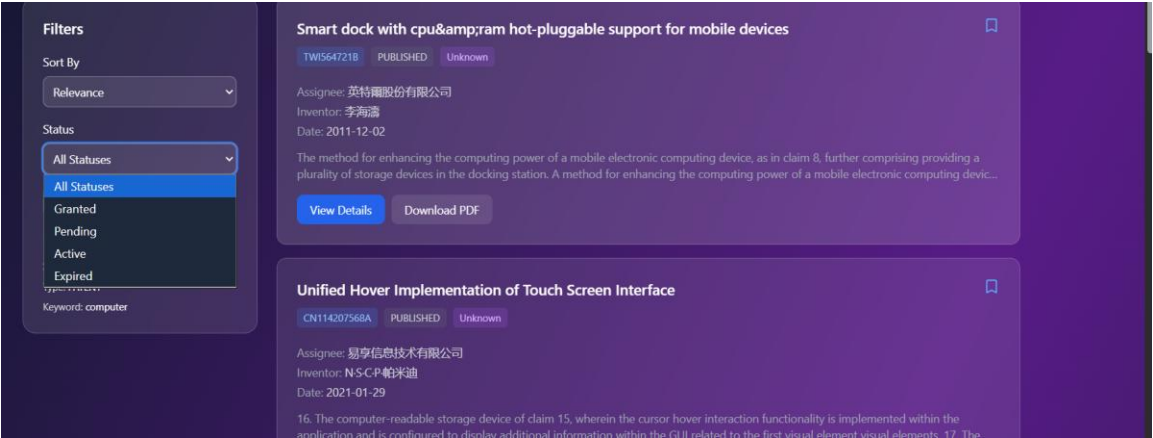 Filters
Sort By
Relevance
Status
All Statuses
All Statuses
Granted
Pending
Active
Expired
Keyword: computer
Smart dock with cpu&amp;ram hot-pluggable support for mobile devices
TWI564721B PUBLISHED Unknown
Assignee: 英特爾股份有限公司
Inventor: 李海濤
Date: 2011-12-02
The method for enhancing the computing power of a mobile electronic computing device, as in claim 8, further comprising providing a
plurality of storage devices in the docking station. A method for enhancing the computing power of a mobile electronic computing devic...
View Details Download PDF
Unified Hover Implementation of Touch Screen Interface
CN114207568A PUBLISHED Unknown
Assignee: 易享信息技术有限公司
Inventor: N·S·C·P·帕米迪
Date: 2021-01-29
16. The computer-readable storage device of claim 15, wherein the cursor hover interaction functionality is implemented within the
application and is configured to display additional information within the GUI related to the first visual element visual elements. 17. The